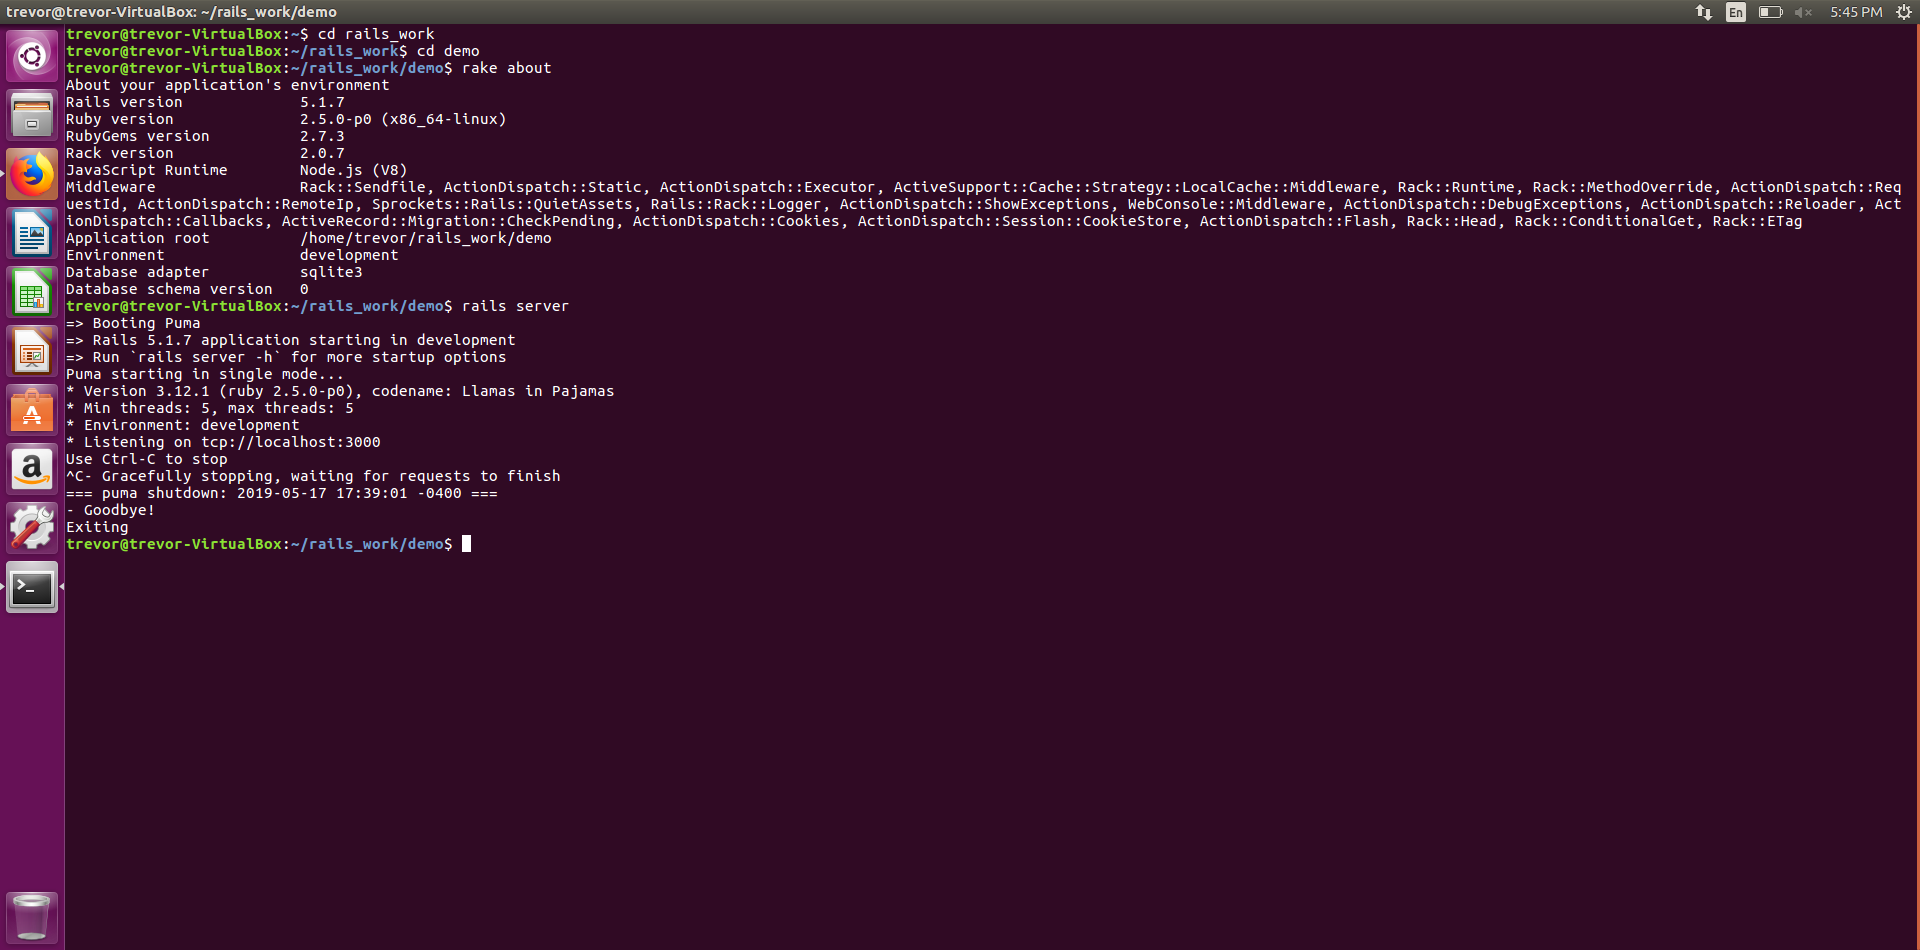 trevor@trevor-VirtualBox: ~/rails_work/demo
En
5:45 PM
trevor@trevor-VirtualBox:~$ cd rails_work
trevor@trevor-VirtualBox:~/rails_work$ cd demo
trevor@trevor-VirtualBox:~/rails_work/demo$ rake about
About your application's environment
Rails version             5.1.7
Ruby version              2.5.0-p0 (x86_64-linux)
RubyGems version          2.7.3
Rack version              2.0.7
JavaScript Runtime        Node.js (V8)
Middleware                Rack::Sendfile, ActionDispatch::Static, ActionDispatch::Executor, ActiveSupport::Cache::Strategy::LocalCache::Middleware, Rack::Runtime, Rack::MethodOverride, ActionDispatch::Req
uestId, ActionDispatch::RemoteIp, Sprockets::Rails::QuietAssets, Rails::Rack::Logger, ActionDispatch::ShowExceptions, WebConsole::Middleware, ActionDispatch::DebugExceptions, ActionDispatch::Reloader, Act
ionDispatch::Callbacks, ActiveRecord::Migration::CheckPending, ActionDispatch::Cookies, ActionDispatch::Session::CookieStore, ActionDispatch::Flash, Rack::Head, Rack::ConditionalGet, Rack::ETag
Application root          /home/trevor/rails_work/demo
Environment               development
Database adapter          sqlite3
Database schema version   0
trevor@trevor-VirtualBox:~/rails_work/demo$ rails server
=> Booting Puma
=> Rails 5.1.7 application starting in development
=> Run `rails server -h` for more startup options
Puma starting in single mode...
* Version 3.12.1 (ruby 2.5.0-p0), codename: Llamas in Pajamas
* Min threads: 5, max threads: 5
* Environment: development
* Listening on tcp://localhost:3000
Use Ctrl-C to stop
^C- Gracefully stopping, waiting for requests to finish
=== puma shutdown: 2019-05-17 17:39:01 -0400 ===
- Goodbye!
Exiting
trevor@trevor-VirtualBox:~/rails_work/demo$